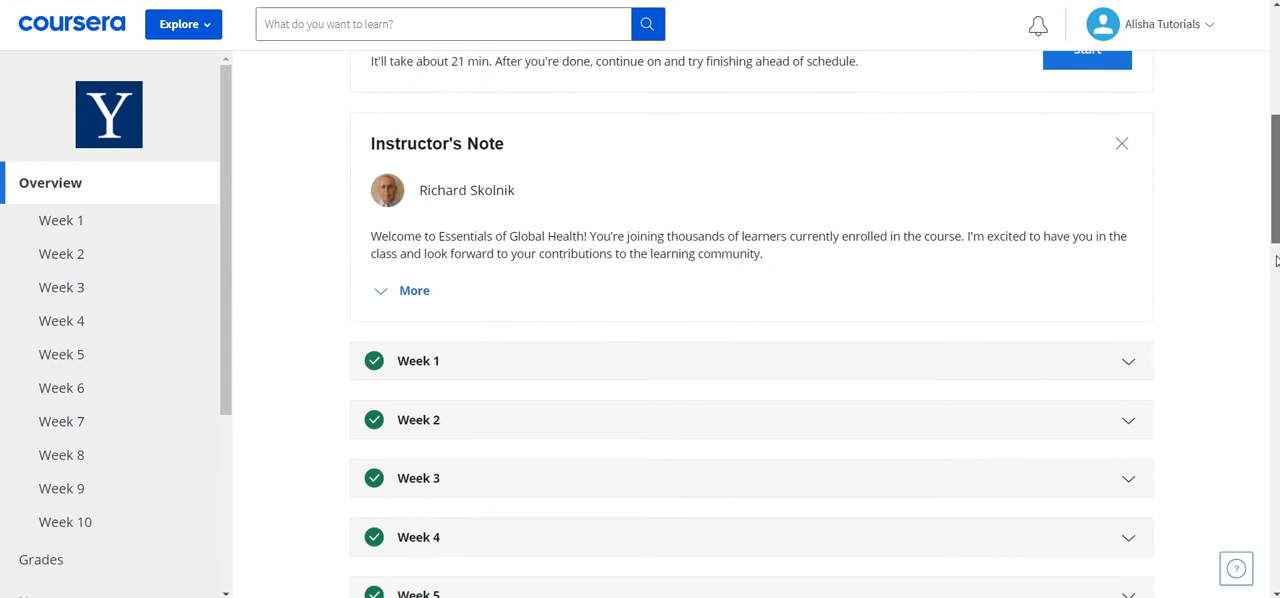 coursera
Explore
What do you want to learn?
Alisha Tutorials
Y
It'll take about 21 min. After you're done, continue on and try finishing ahead of schedule.
Start
Overview
Week 1
Week 2
Week 3
Week 4
Week 5
Week 6
Week 7
Week 8
Week 9
Week 10
Grades
Instructor's Note
Richard Skolnik
Welcome to Essentials of Global Health! You're joining thousands of learners currently enrolled in the course. I'm excited to have you in the
class and look forward to your contributions to the learning community.
More
Week 1
Week 2
Week 3
Week 4
Week 5
?